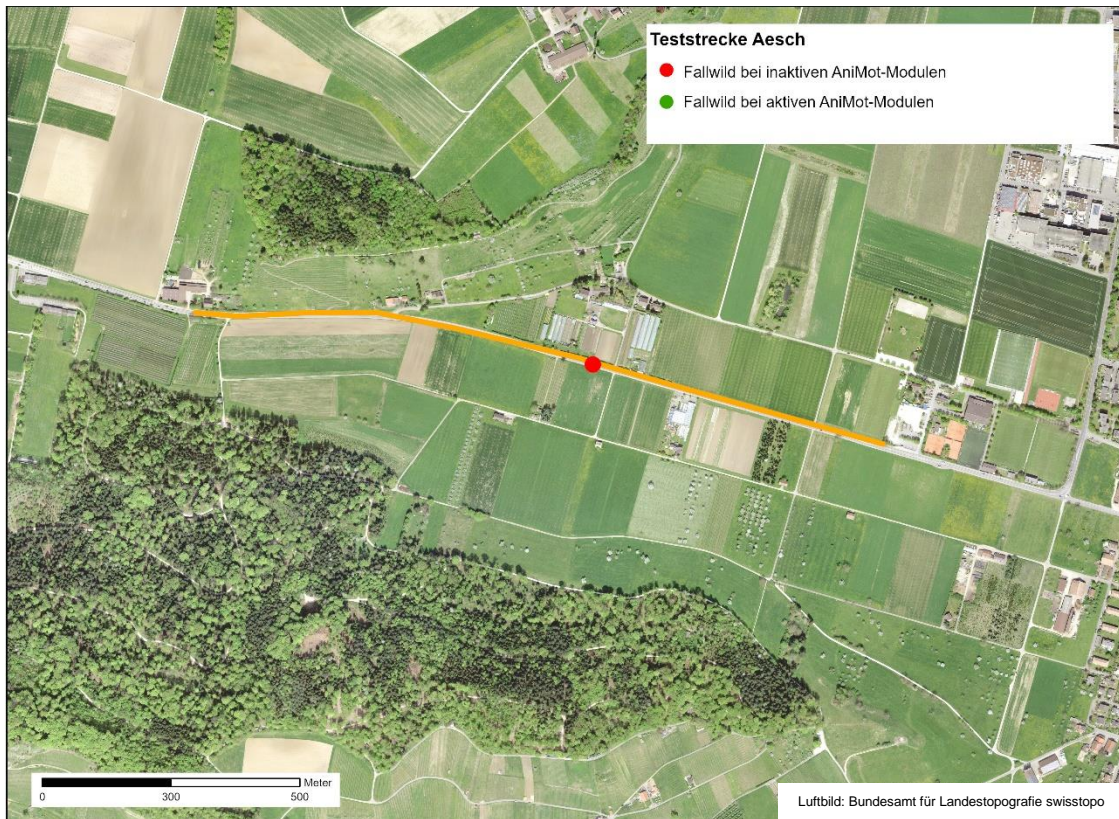 Teststrecke Aesch
Fallwild bei inaktiven AniMot-Modulen
Fallwild bei aktiven AniMot-Modulen
Meter
0 300 500
Luftbild: Bundesamt für Landestopografie swisstopo